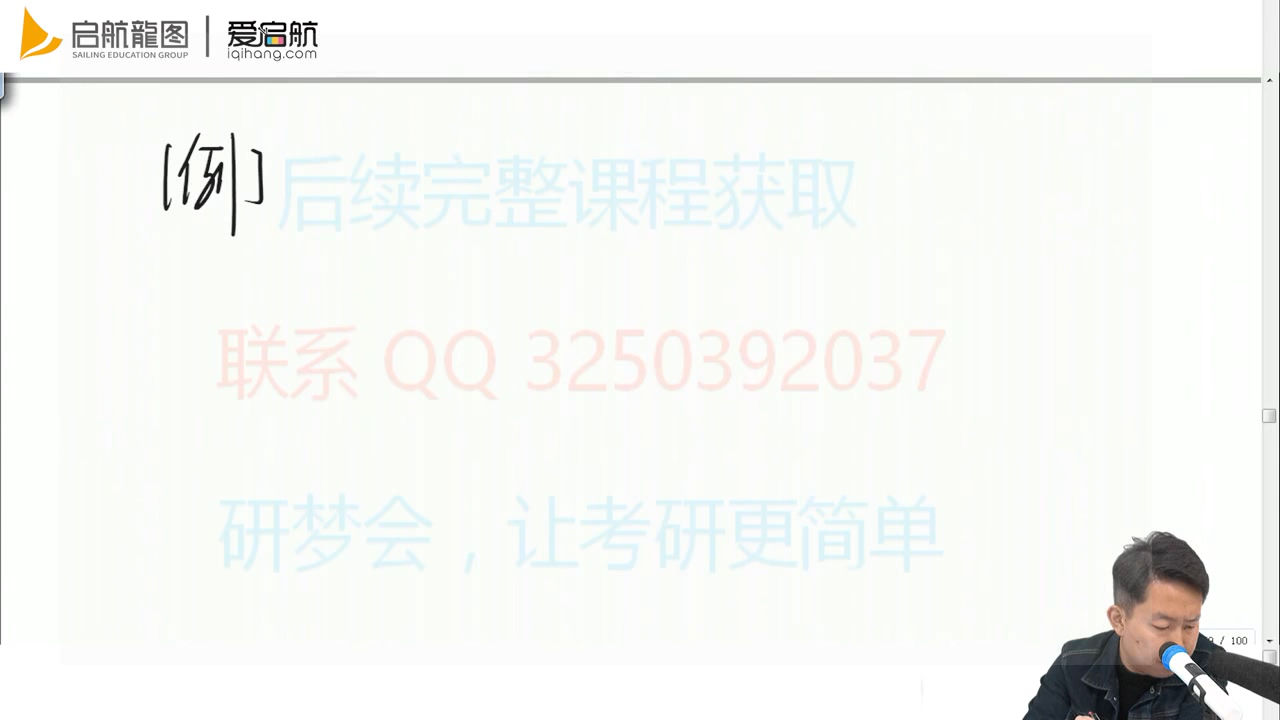 启航龍图 | 爱启航
SAILING EDUCATION GROUP iqihang.com
[例]
后续完整课程获取
联系 QQ 3250392037
研梦会，让考研更简单
/ 100